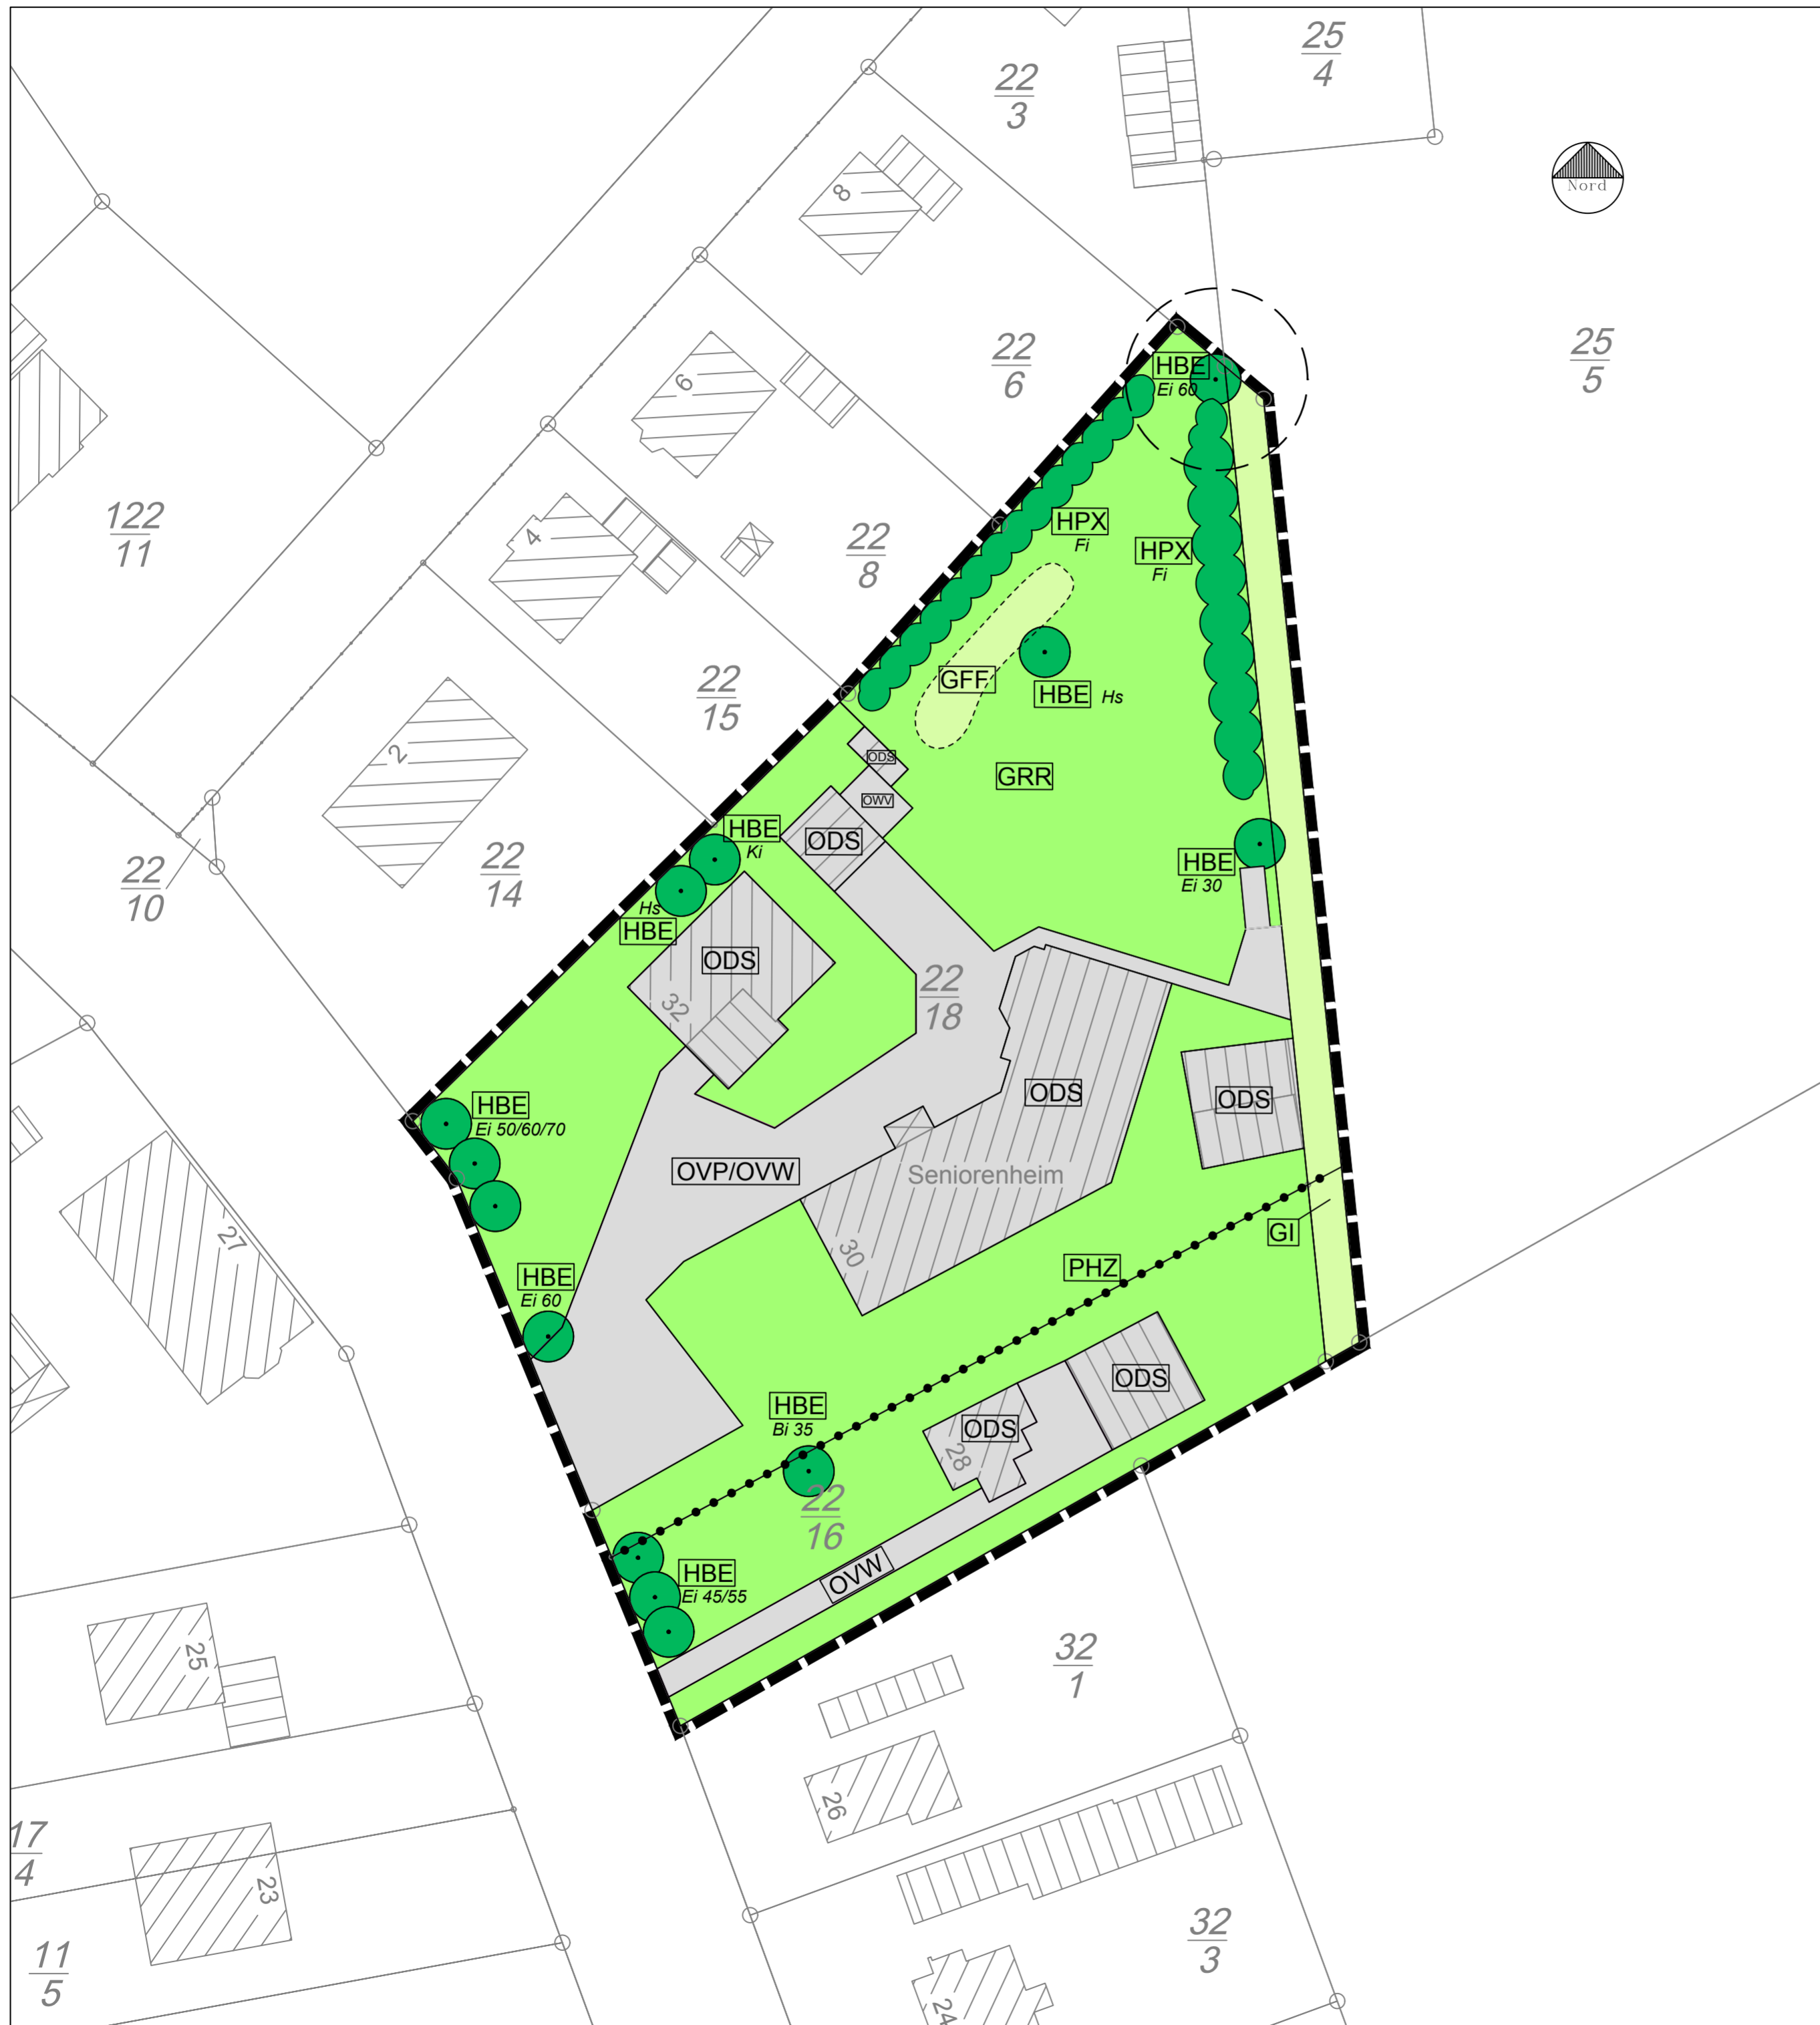 25
4
22
3
Nord
8
22
6
25
5
HBE
Ei 60
6
122
11
4
22
8
HPX
Fi
HPX
Fi
22
15
GFF
HBE Hs
2
ODS
GRR
OWV
HBE
Ki
ODS
22
10
22
14
HBE
Ei 30
Hs
HBE
ODS
22
18
32
ODS
ODS
HBE
Ei 50/60/70
OVP/OVW
Seniorenheim
27
30
GI
PHZ
HBE
Ei 60
ODS
HBE
Bi 35
ODS
28
22
16
HBE
Ei 45/55
OVW
25
32
1
26
17
4
23
32
3
11
5
24